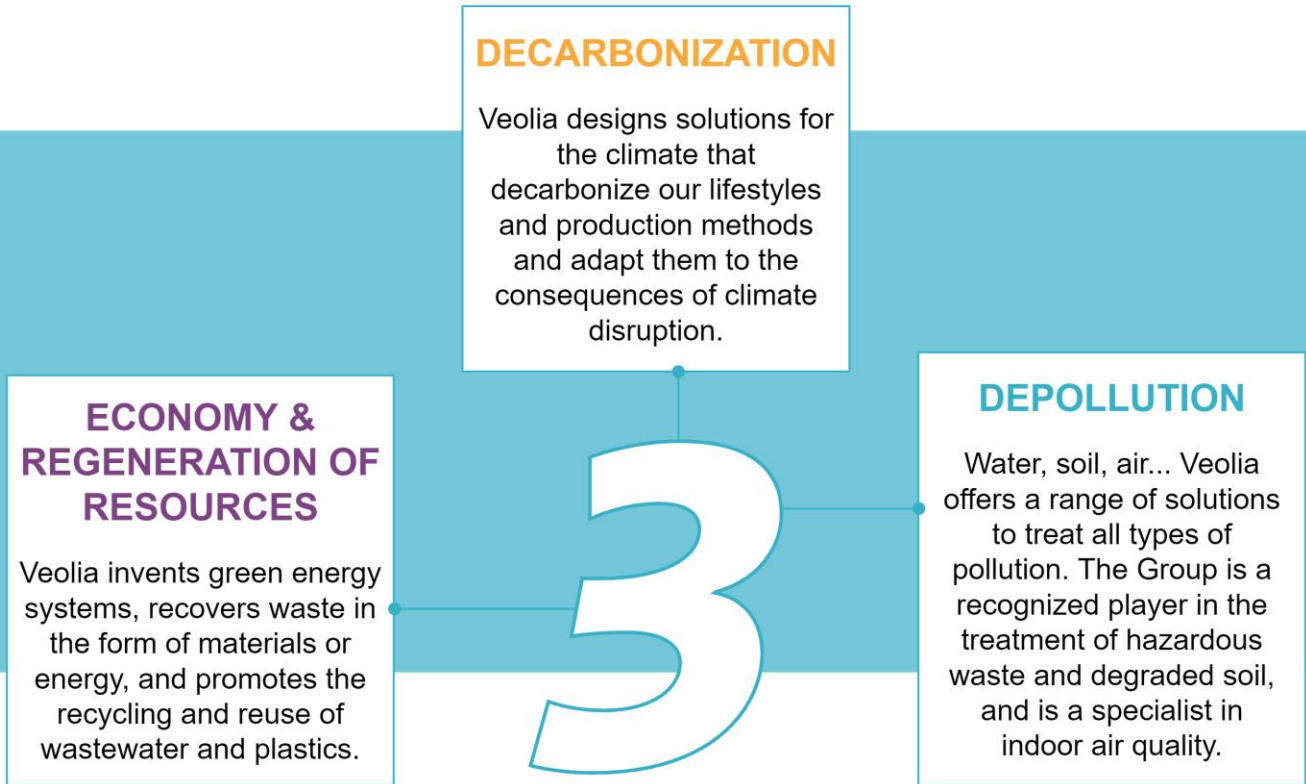 DECARBONIZATION
Veolia designs solutions for
the climate that
decarbonize our lifestyles
and production methods
and adapt them to the
consequences of climate
disruption.
ECONOMY &
REGENERATION OF
RESOURCES
Veolia invents green energy
systems, recovers waste in
the form of materials or
energy, and promotes the
recycling and reuse of
wastewater and plastics.
3
DEPOLLUTION
Water, soil, air... Veolia
offers a range of solutions
to treat all types of
pollution. The Group is a
recognized player in the
treatment of hazardous
waste and degraded soil,
and is a specialist in
indoor air quality.